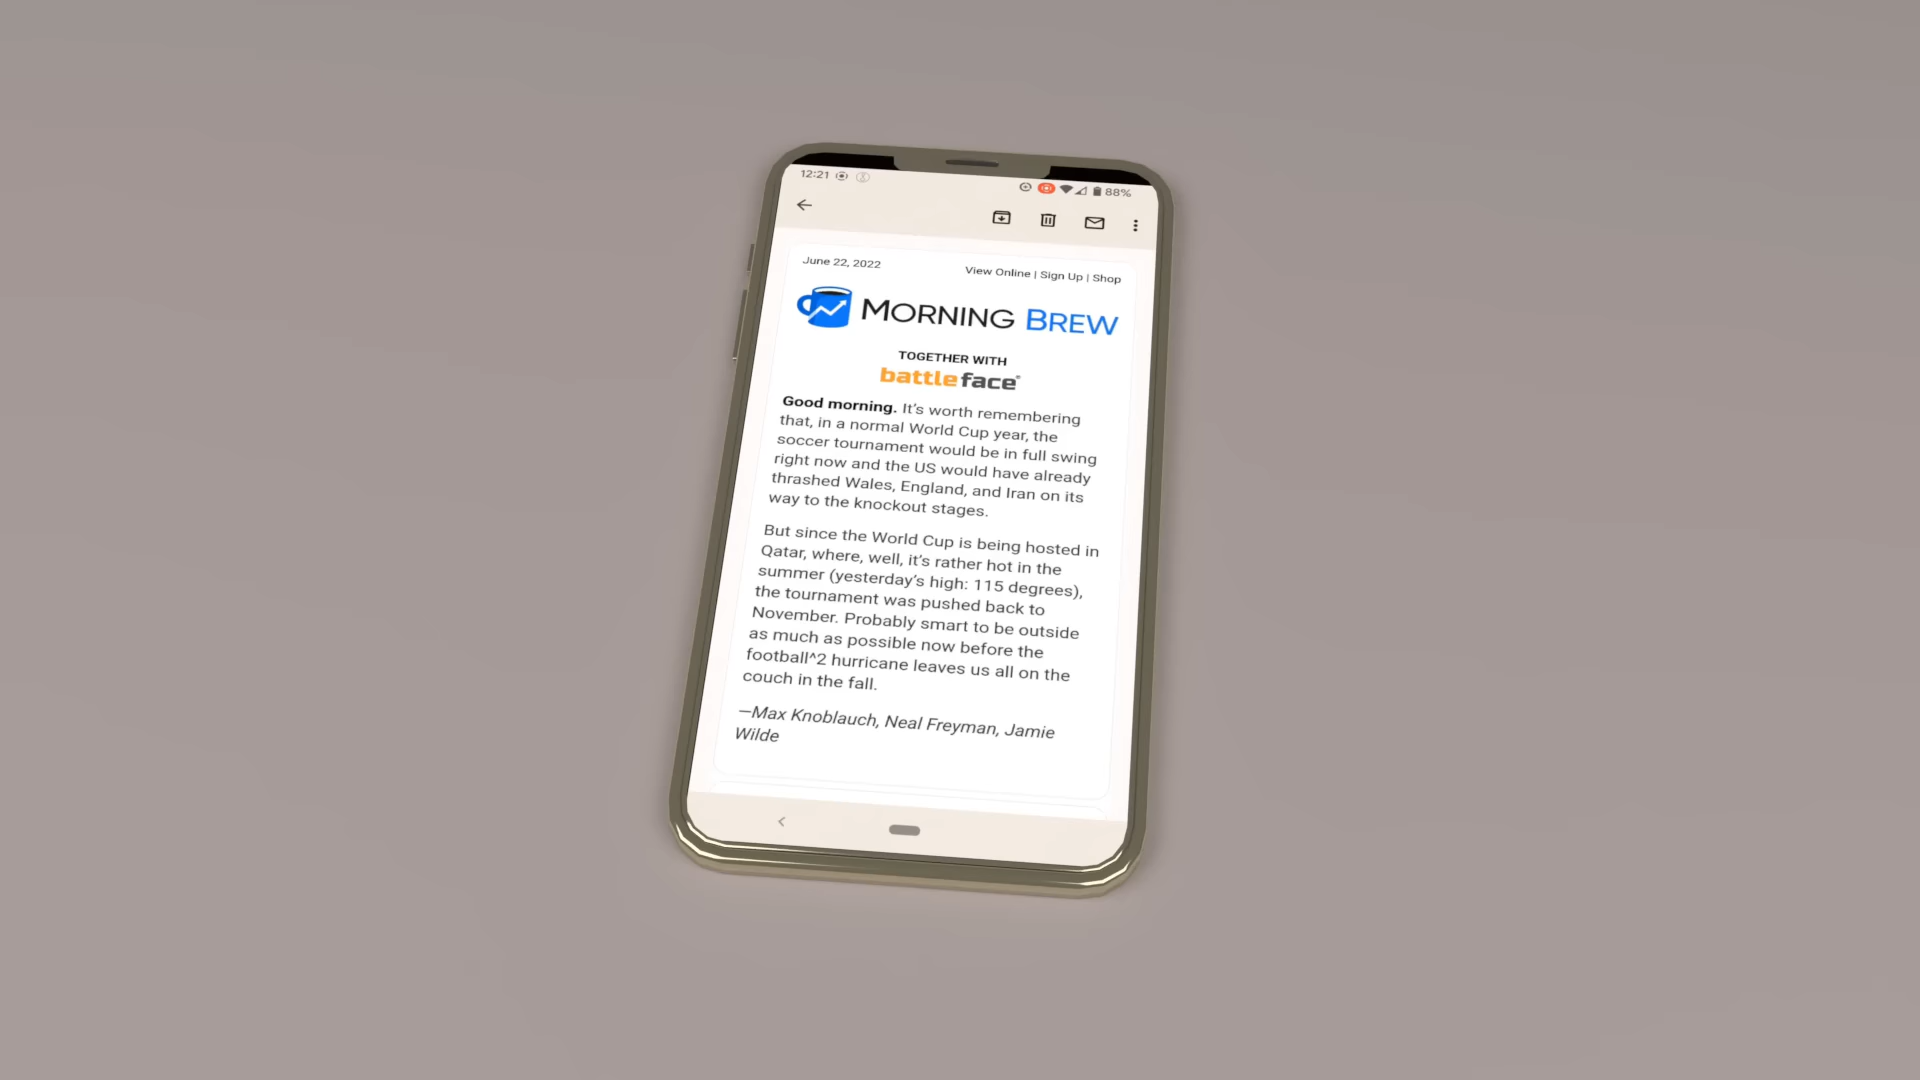 12:21
88%
June 22, 2022
View Online | Sign Up | Shop
MORNING BREW
TOGETHER WITH
battleface
Good morning. It's worth remembering
that, in a normal World Cup year, the
soccer tournament would be in full swing
right now and the US would have already
thrashed Wales, England, and Iran on its
way to the knockout stages.
But since the World Cup is being hosted in
Qatar, where, well, it's rather hot in the
summer (yesterday's high: 115 degrees),
the tournament was pushed back to
November. Probably smart to be outside
as much as possible now before the
football^2 hurricane leaves us all on the
couch in the fall.
—Max Knoblauch, Neal Freyman, Jamie
Wilde